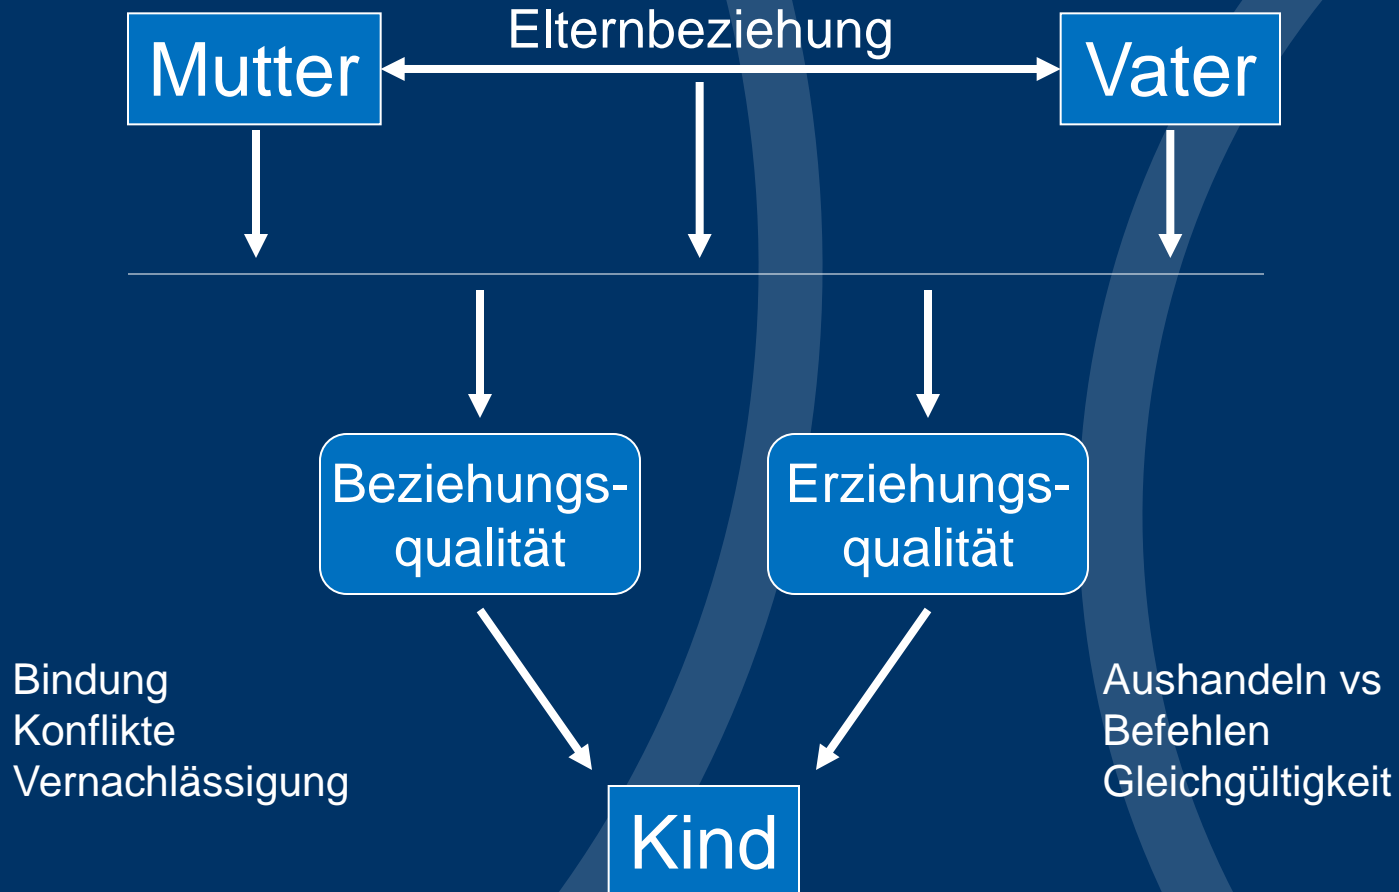 Elternbeziehung
Mutter
Vater
Beziehungs-
qualität
Erziehungs-
qualität
Bindung
Konflikte
Vernachlässigung
Aushandeln vs
Befehlen
Gleichgültigkeit
Kind